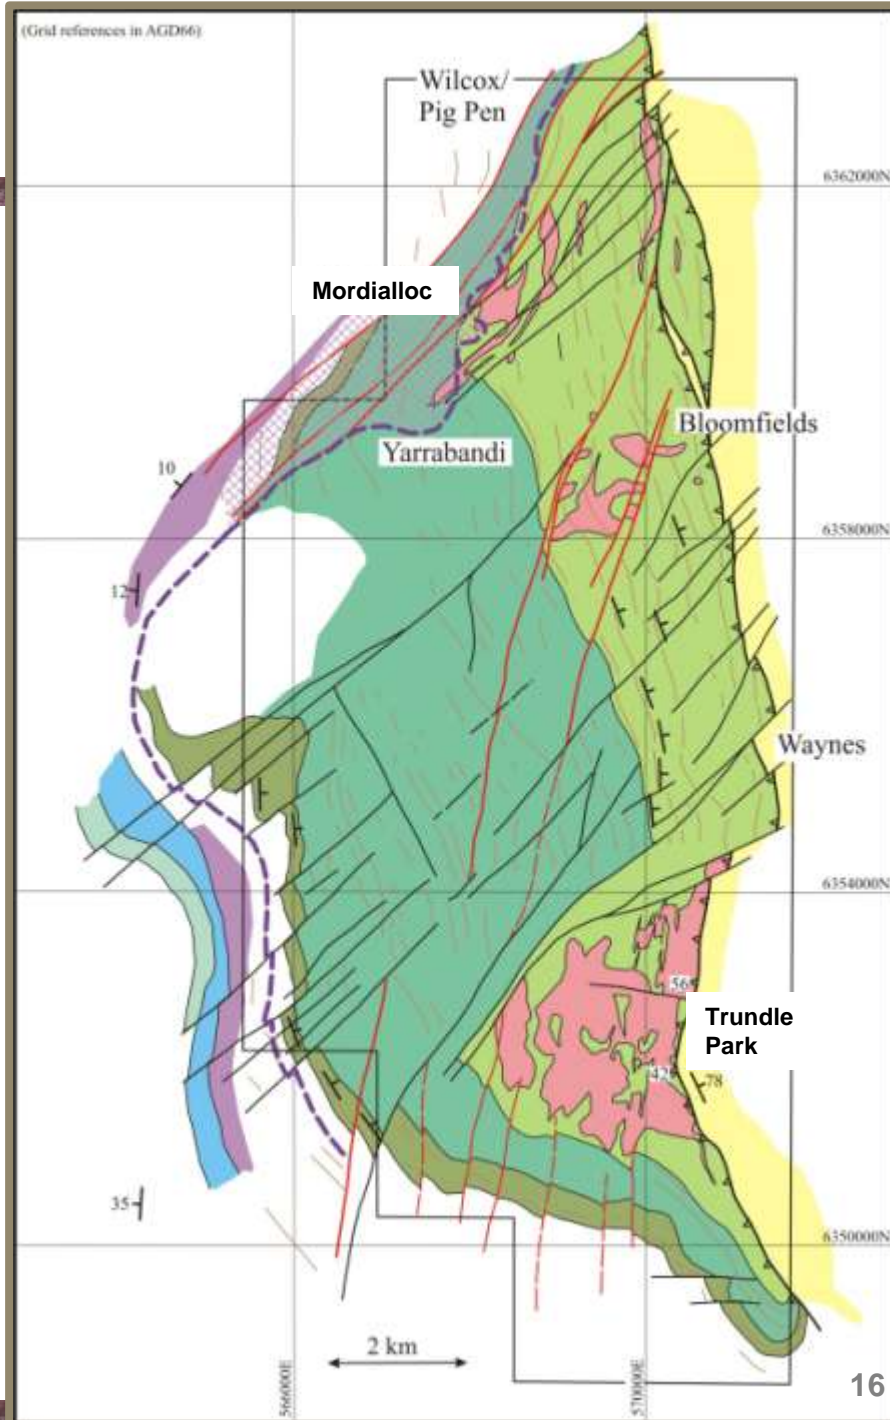 (Grid references in AGD66)
Wilcox/
Pig Pen
6362000N
Mordialloc
Bloomfields
Yarrabandi
10
6358000N
12
Waynes
6354000N
56
Trundle
Park
42
78
35
6350000N
2 km
566000E
570000E
16